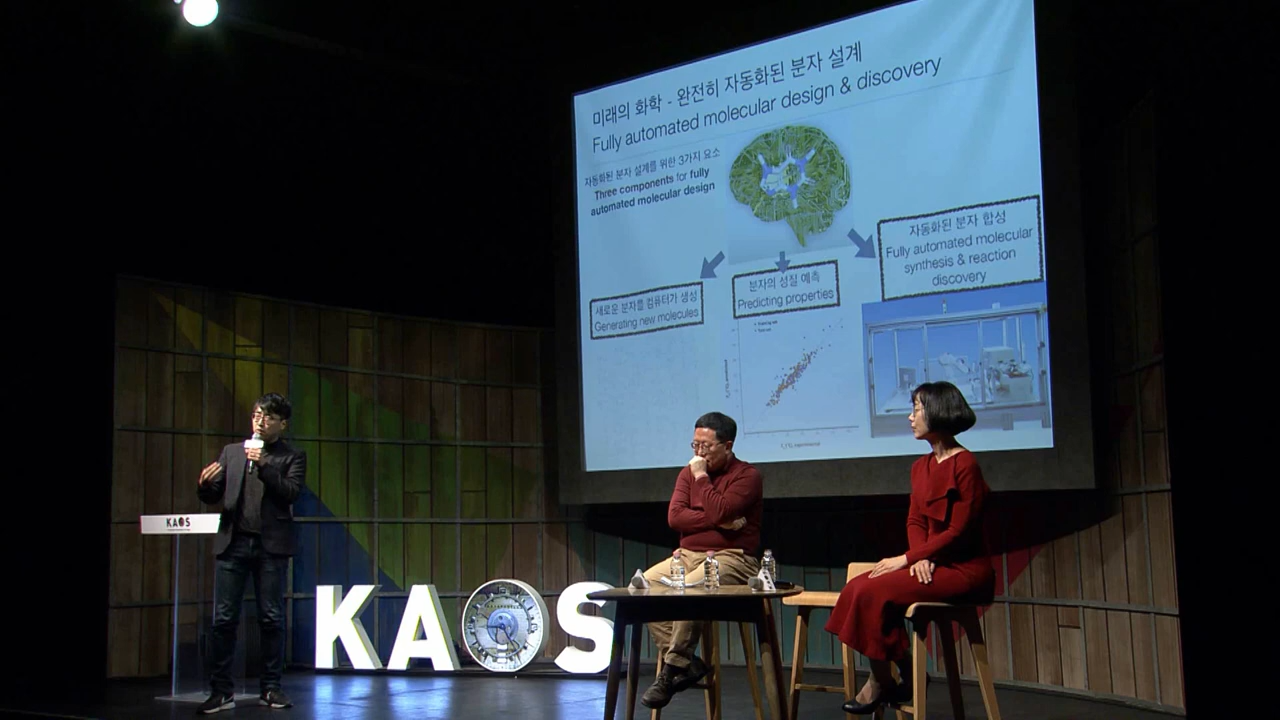 미래의 화학 - 완전히 자동화된 분자 설계
Fully automated molecular design & discovery
자동화된 분자 설계를 위한 3가지 요소
Three components for fully
automated molecular design
새로운 분자를 컴퓨터가 생성
Generating new molecules
분자의 성질 예측
Predicting properties
자동화된 분자 합성
Fully automated molecular
synthesis & reaction
discovery
KAOS
KAOS